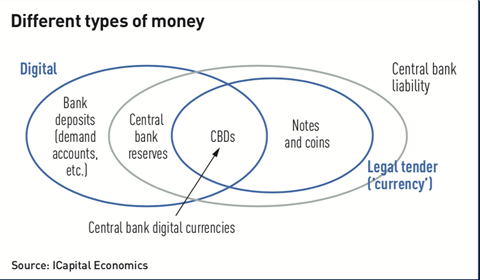 Different types of money
Digital
Central bank
liability
Bank
deposits
(demand
accounts,
etc.)
Central
bank
reserves
CBDs
Notes
and coins
Legal tender
('currency')
Central bank digital currencies
Source: ICapital Economics